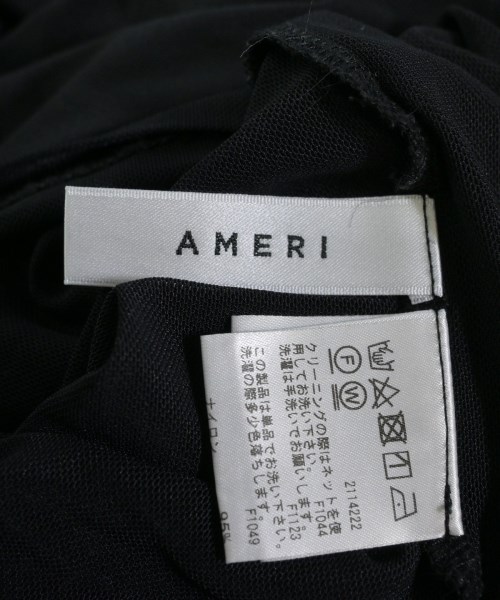 AMERI
F W
2114222
クリーニングの際はネットを使
用してお洗い下さい。 F1044
洗濯は手洗いでお願いします。 F1123
この製品は単品でお洗い下さい。
洗濯の際多少色落ちします。 F1049
ナイロン 95%